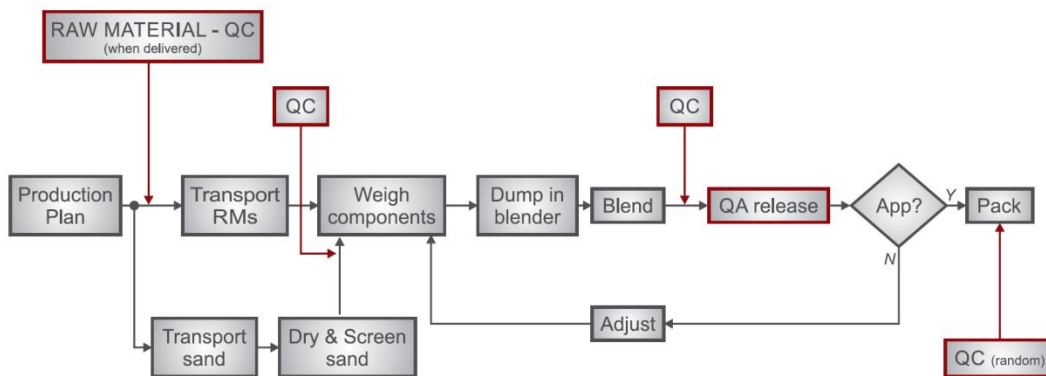 RAW MATERIAL - QC
(when delivered)
QC
QC
Production
Plan
Transport
RMs
Weigh
components
Dump in
blender
Blend
QA release
App?
Y
Pack
N
Transport
sand
Dry & Screen
sand
Adjust
QC (random)